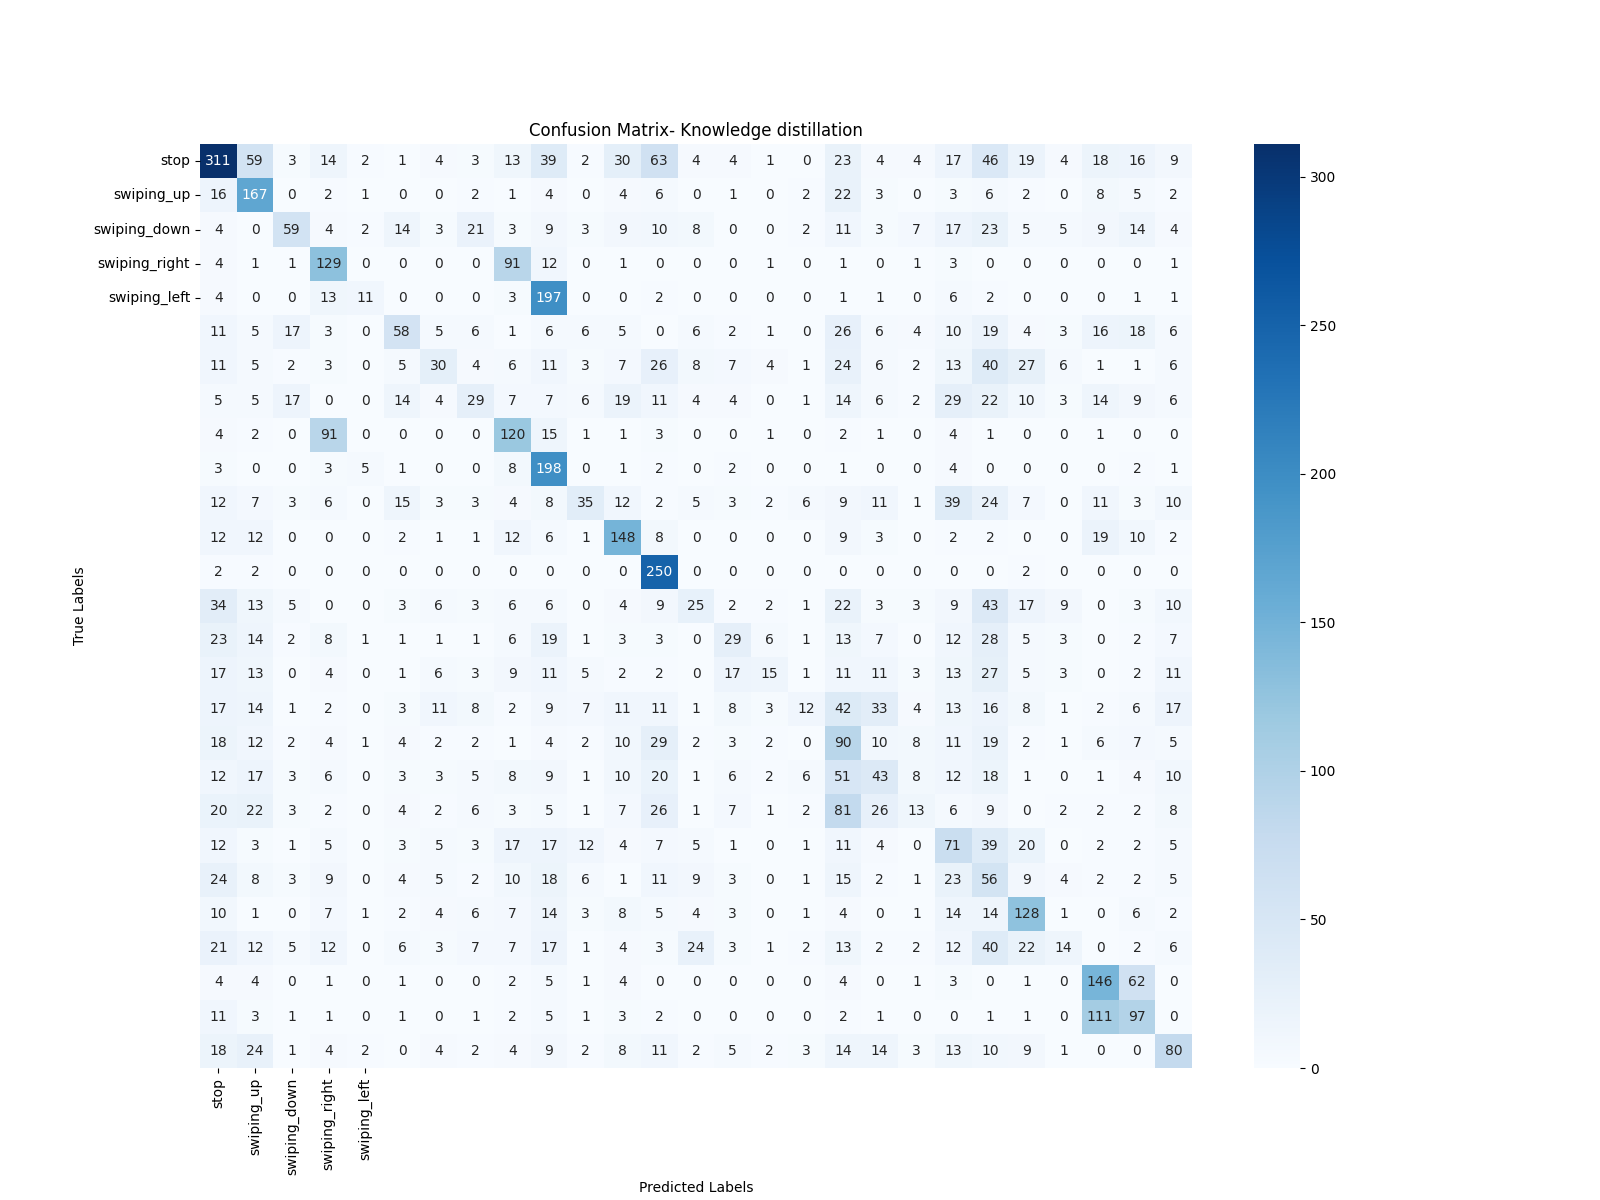 Confusion Matrix- Knowledge distillation
stop 311 59 3 14 2 1 4 3 13 39 2 30 63 4 4 1 0 23 4 4 17 46 19 4 18 16 9
swiping_up 16 167 0 2 1 0 0 2 1 4 0 4 6 0 1 0 2 22 3 0 3 6 2 0 8 5 2
swiping_down 4 0 59 4 2 14 3 21 3 9 3 9 10 8 0 0 2 11 3 7 17 23 5 5 9 14 4
swiping_right 4 1 1 129 0 0 0 0 91 12 0 1 0 0 0 1 0 1 0 1 3 0 0 0 0 0 1
swiping_left 4 0 0 13 11 0 0 0 3 197 0 0 2 0 0 0 0 1 1 0 6 2 0 0 0 1 1
11 5 17 3 0 58 5 6 1 6 6 5 0 6 2 1 0 26 6 4 10 19 4 3 16 18 6
11 5 2 3 0 5 30 4 6 11 3 7 26 8 7 4 1 24 6 2 13 40 27 6 1 1 6
5 5 17 0 0 14 4 29 7 7 6 19 11 4 4 0 1 14 6 2 29 22 10 3 14 9 6
4 2 0 91 0 0 0 0 120 15 1 1 3 0 0 1 0 2 1 0 4 1 0 0 1 0 0
3 0 0 3 5 1 0 0 8 198 0 1 2 0 2 0 0 1 0 0 4 0 0 0 0 2 1
12 7 3 6 0 15 3 3 4 8 35 12 2 5 3 2 6 9 11 1 39 24 7 0 11 3 10
12 12 0 0 0 2 1 1 12 6 1 148 8 0 0 0 0 9 3 0 2 2 0 0 19 10 2
2 2 0 0 0 0 0 0 0 0 0 0 250 0 0 0 0 0 0 0 0 0 2 0 0 0 0
34 13 5 0 0 3 6 3 6 6 0 4 9 25 2 2 1 22 3 3 9 43 17 9 0 3 10
23 14 2 8 1 1 1 1 6 19 1 3 3 0 29 6 1 13 7 0 12 28 5 3 0 2 7
17 13 0 4 0 1 6 3 9 11 5 2 2 0 17 15 1 11 11 3 13 27 5 3 0 2 11
17 14 1 2 0 3 11 8 2 9 7 11 11 1 8 3 12 42 33 4 13 16 8 1 2 6 17
18 12 2 4 1 4 2 2 1 4 2 10 29 2 3 2 0 90 10 8 11 19 2 1 6 7 5
12 17 3 6 0 3 3 5 8 9 1 10 20 1 6 2 6 51 43 8 12 18 1 0 1 4 10
20 22 3 2 0 4 2 6 3 5 1 7 26 1 7 1 2 81 26 13 6 9 0 2 2 2 8
12 3 1 5 0 3 5 3 17 17 12 4 7 5 1 0 1 11 4 0 71 39 20 0 2 2 5
24 8 3 9 0 4 5 2 10 18 6 1 11 9 3 0 1 15 2 1 23 56 9 4 2 2 5
10 1 0 7 1 2 4 6 7 14 3 8 5 4 3 0 1 4 0 1 14 14 128 1 0 6 2
21 12 5 12 0 6 3 7 7 17 1 4 3 24 3 1 2 13 2 2 12 40 22 14 0 2 6
4 4 0 1 0 1 0 0 2 5 1 4 0 0 0 0 0 4 0 1 3 0 1 0 146 62 0
11 3 1 1 0 1 0 1 2 5 1 3 2 0 0 0 0 2 1 0 0 1 1 0 111 97 0
18 24 1 4 2 0 4 2 4 9 2 8 11 2 5 2 3 14 14 3 13 10 9 1 0 0 80
True Labels
stop
swiping_up
swiping_down
swiping_right
swiping_left
Predicted Labels
300
250
200
150
100
50
0